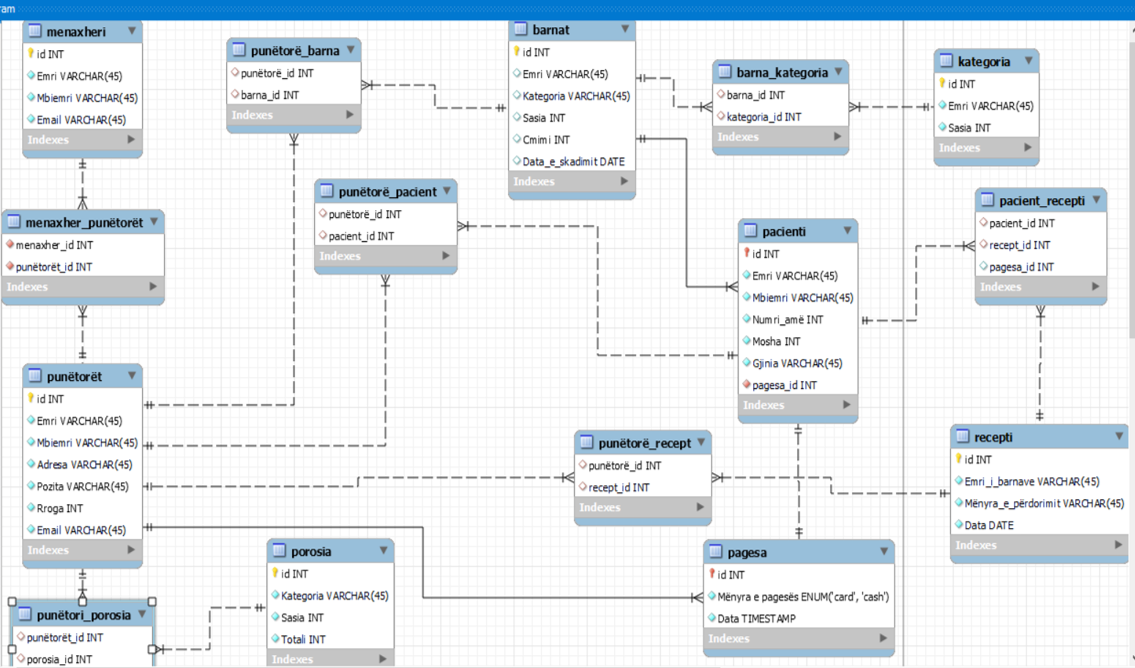 ram
menaxheri
id INT
Emri VARCHAR(45)
Mbiemri VARCHAR(45)
Email VARCHAR(45)
Indexes
punëtorë_barna
punëtorë_id INT
barna_id INT
Indexes
barnat
id INT
Emri VARCHAR(45)
Kategoria VARCHAR(45)
Sasia INT
Cmimi INT
Data_e_skadimit DATE
Indexes
barna_kategoria
barna_id INT
kategoria_id INT
Indexes
kategoria
id INT
Emri VARCHAR(45)
Sasia INT
Indexes
menaxher_punëtorët
menaxher_id INT
punëtorët_id INT
Indexes
punëtorë_pacient
punëtorë_id INT
pacient_id INT
Indexes
pacienti
id INT
Emri VARCHAR(45)
Mbiemri VARCHAR(45)
Numri_amë INT
Mosha INT
Gjinia VARCHAR(45)
pagesa_id INT
Indexes
pacient_recepti
pacient_id INT
recept_id INT
pagesa_id INT
Indexes
punëtorët
id INT
Emri VARCHAR(45)
Mbiemri VARCHAR(45)
Adresa VARCHAR(45)
Pozita VARCHAR(45)
Rroga INT
Email VARCHAR(45)
Indexes
punëtorë_recept
punëtorë_id INT
recept_id INT
Indexes
recepti
id INT
Emri_i_barnave VARCHAR(45)
Mënyra_e_përdorimit VARCHAR(45)
Data DATE
Indexes
punëtori_porosia
punëtorët_id INT
porosia_id INT
porosia
id INT
Kategoria VARCHAR(45)
Sasia INT
Totali INT
Indexes
pagesa
id INT
Mënyra e pagesës ENUM('card', 'cash')
Data TIMESTAMP
Indexes